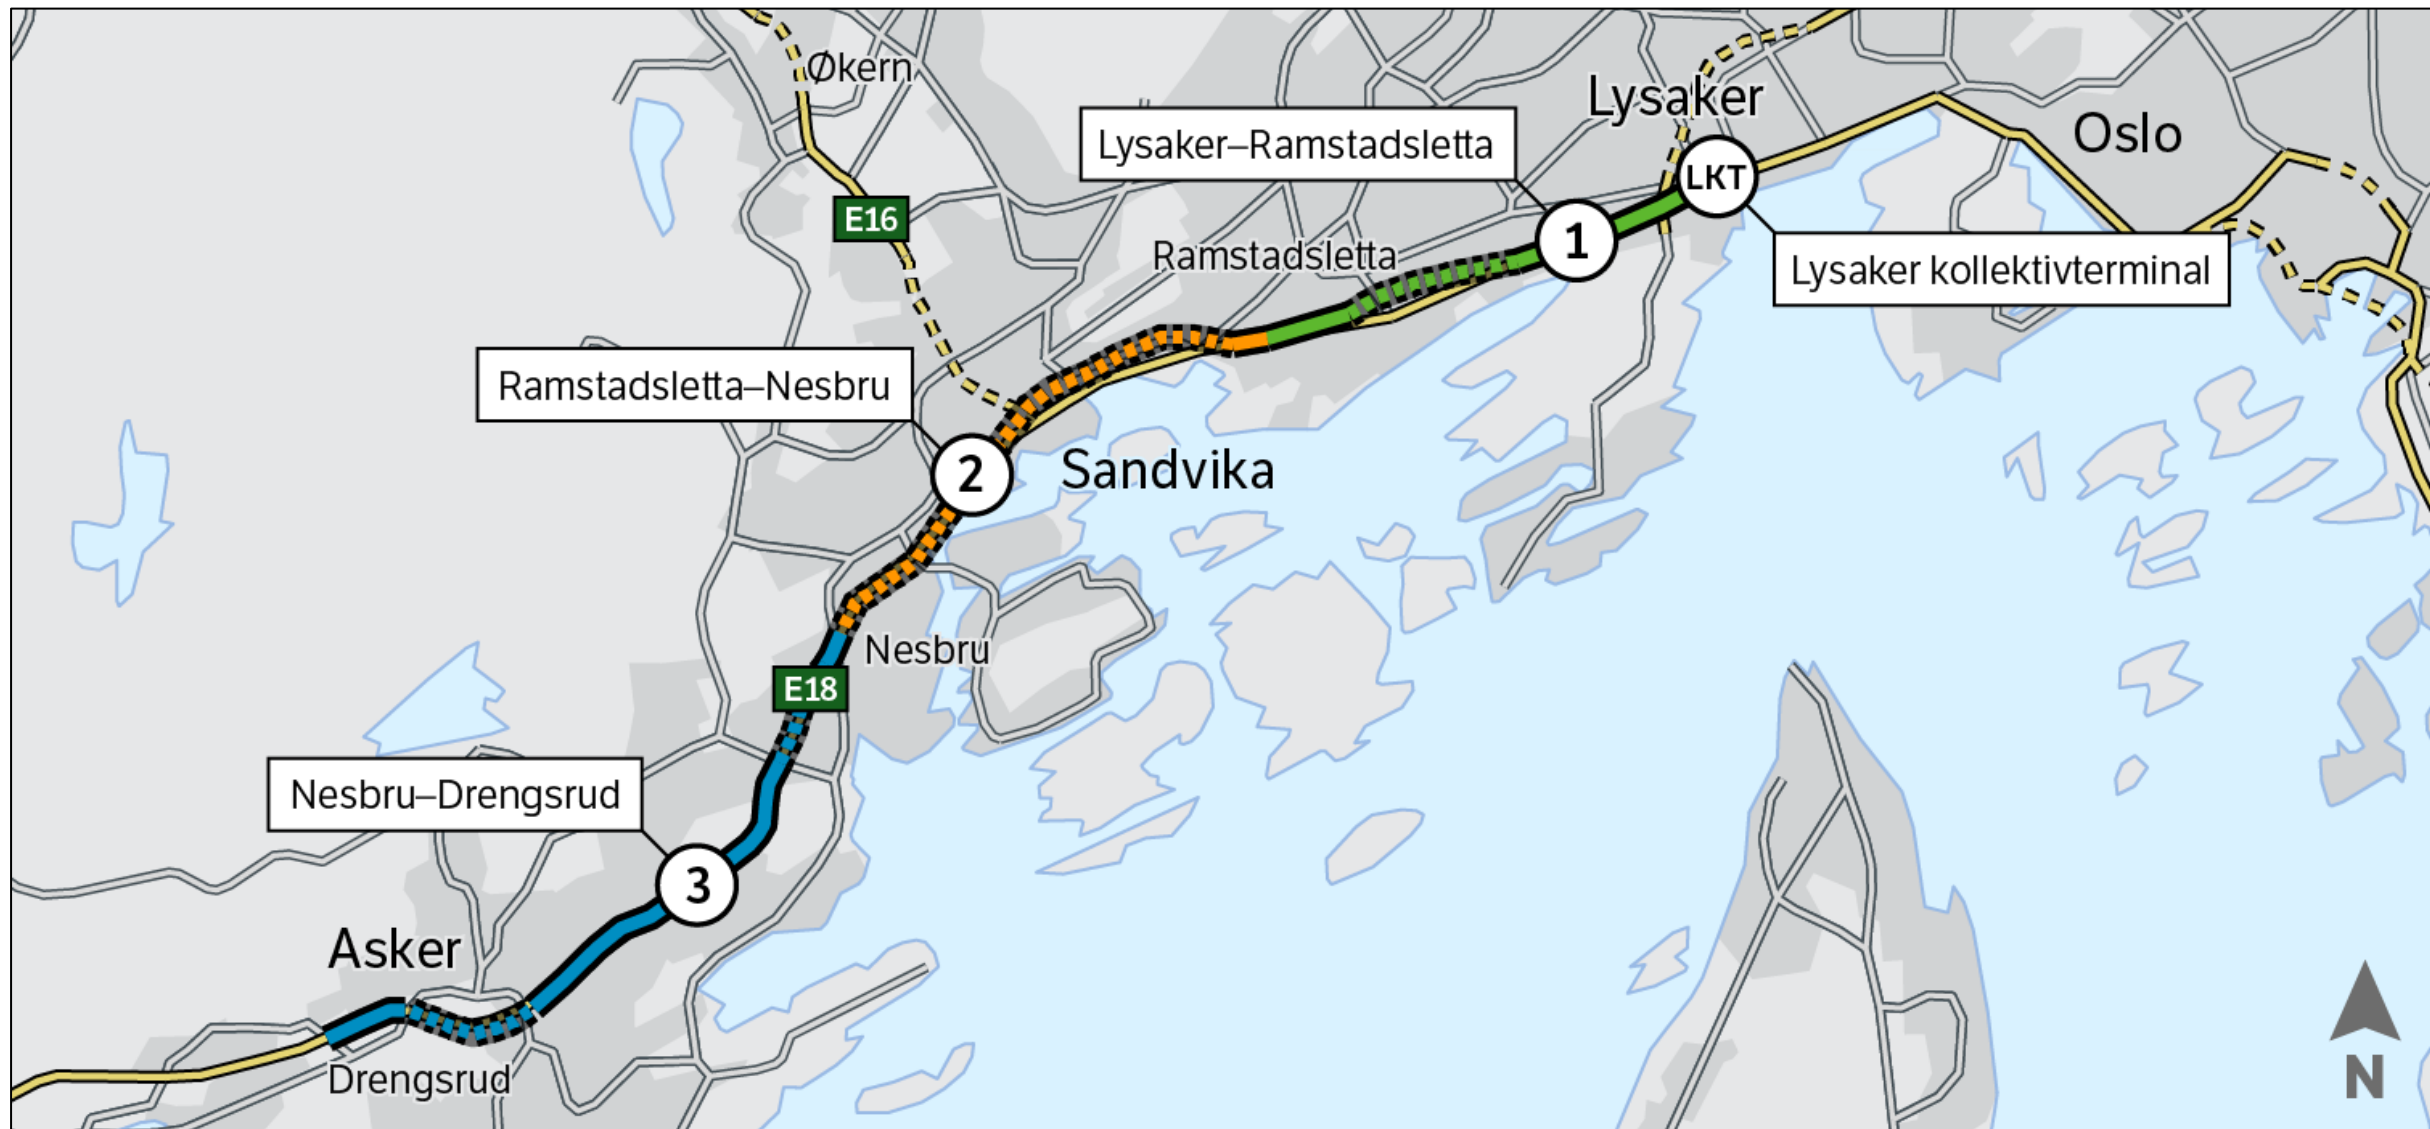 Økern
Lysaker
Lysaker–Ramstadsletta
Oslo
LKT
E16
1
Ramstadsletta
Lysaker kollektivterminal
Ramstadsletta–Nesbru
2
Sandvika
Nesbru
E18
Nesbru–Drengsrud
3
Asker
Drengsrud
N